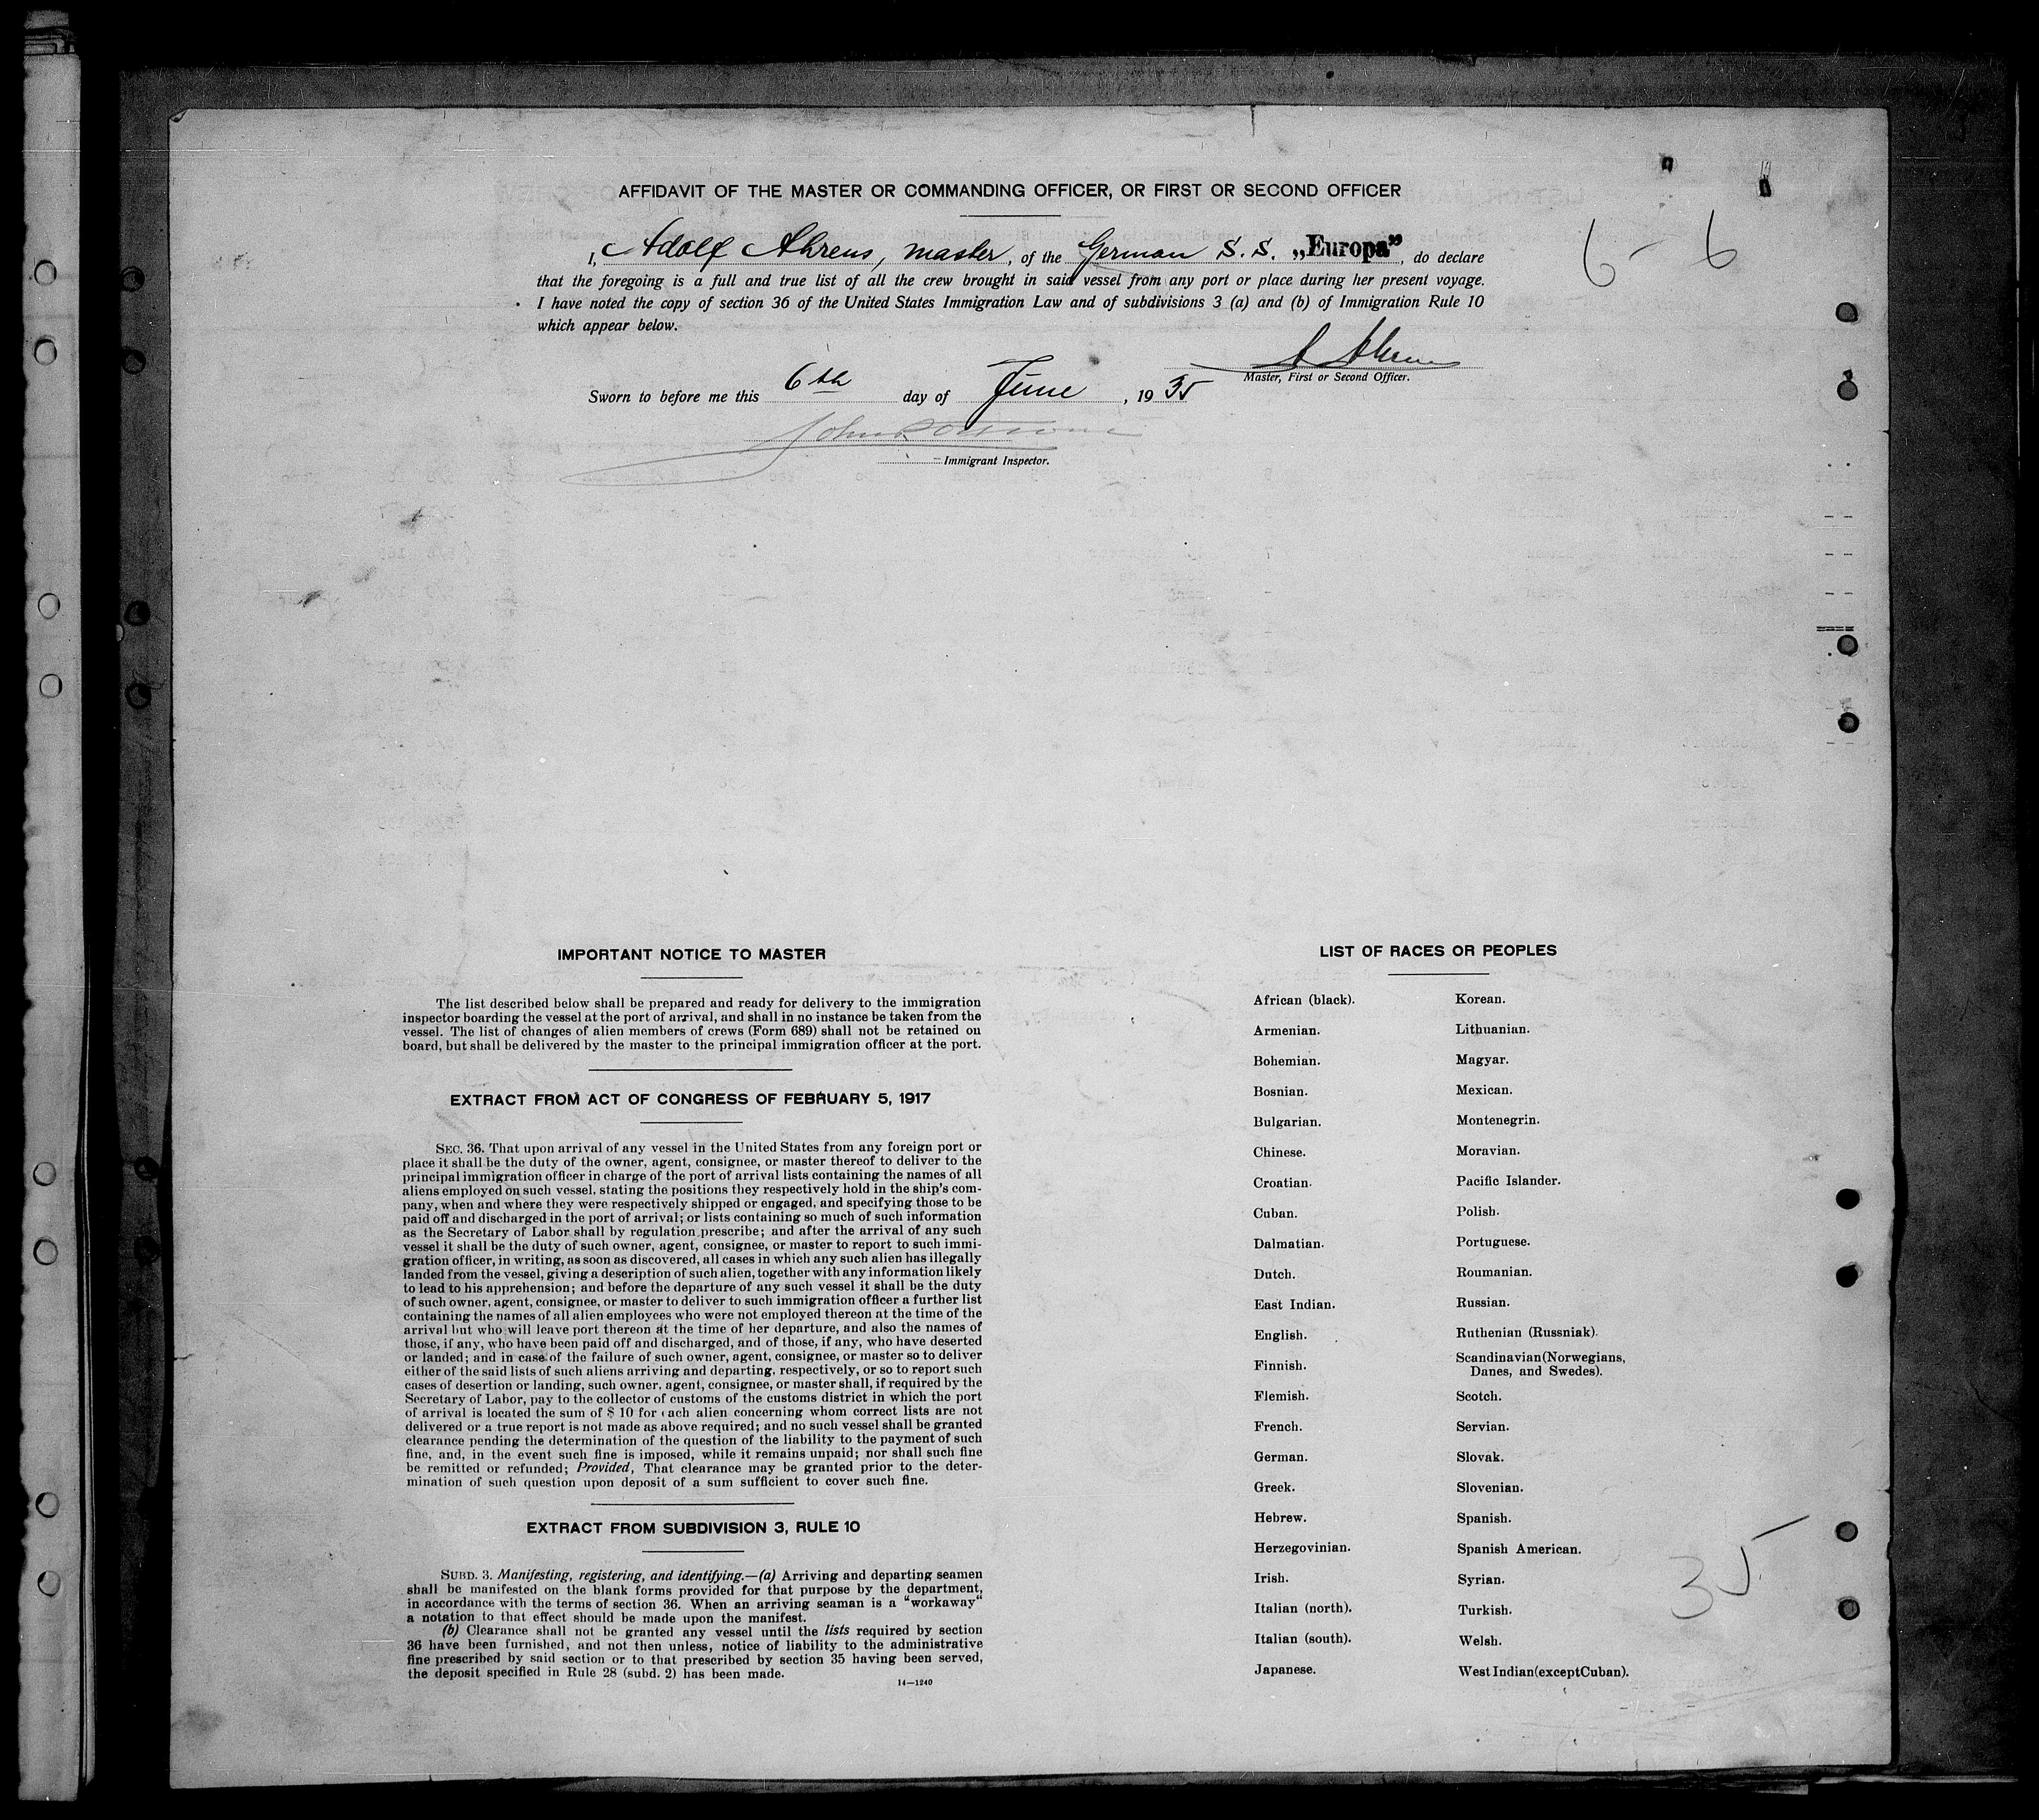 AFFIDAVIT OF THE MASTER OR COMMANDING OFFICER, OR FIRST OR SECOND OFFICER
I, Adolf Ahrens, master, of the German S. S. „Europa”, do declare
that the foregoing is a full and true list of all the crew brought in said vessel from any port or place during her present voyage.
I have noted the copy of section 36 of the United States Immigration Law and of subdivisions 3 (a) and (b) of Immigration Rule 10
which appear below.
6 - 6
A Ahrens
Master, First or Second Officer.
Sworn to before me this 6th day of June, 1935
John
Immigrant Inspector.
IMPORTANT NOTICE TO MASTER
The list described below shall be prepared and ready for delivery to the immigration
inspector boarding the vessel at the port of arrival, and shall in no instance be taken from the
vessel. The list of changes of alien members of crews (Form 689) shall not be retained on
board, but shall be delivered by the master to the principal immigration officer at the port.
EXTRACT FROM ACT OF CONGRESS OF FEBRUARY 5, 1917
SEC. 36. That upon arrival of any vessel in the United States from any foreign port or
place it shall be the duty of the owner, agent, consignee, or master thereof to deliver to the
principal immigration officer in charge of the port of arrival lists containing the names of all
aliens employed on such vessel, stating the positions they respectively hold in the ship's com-
pany, when and where they were respectively shipped or engaged, and specifying those to be
paid off and discharged in the port of arrival; or lists containing so much of such information
as the Secretary of Labor shall by regulation prescribe; and after the arrival of any such
vessel it shall be the duty of such owner, agent, consignee, or master to report to such immi-
gration officer, in writing, as soon as discovered, all cases in which any such alien has illegally
landed from the vessel, giving a description of such alien, together with any information likely
to lead to his apprehension; and before the departure of any such vessel it shall be the duty
of such owner, agent, consignee, or master to deliver to such immigration officer a further list
containing the names of all alien employees who were not employed thereon at the time of the
arrival but who will leave port thereon at the time of her departure, and also the names of
those, if any, who have been paid off and discharged, and of those, if any, who have deserted
or landed; and in case of the failure of such owner, agent, consignee, or master so to deliver
either of the said lists of such aliens arriving and departing, respectively, or so to report such
cases of desertion or landing, such owner, agent, consignee, or master shall, if required by the
Secretary of Labor, pay to the collector of customs of the customs district in which the port
of arrival is located the sum of $ 10 for each alien concerning whom correct lists are not
delivered or a true report is not made as above required; and no such vessel shall be granted
clearance pending the determination of the question of the liability to the payment of such
fine, and, in the event such fine is imposed, while it remains unpaid; nor shall such fine
be remitted or refunded; Provided, That clearance may be granted prior to the deter-
mination of such question upon deposit of a sum sufficient to cover such fine.
EXTRACT FROM SUBDIVISION 3, RULE 10
SUBD. 3. Manifesting, registering, and identifying.—(a) Arriving and departing seamen
shall be manifested on the blank forms provided for that purpose by the department,
in accordance with the terms of section 36. When an arriving seaman is a “workaway“
a notation to that effect should be made upon the manifest.
(b) Clearance shall not be granted any vessel until the lists required by section
36 have been furnished, and not then unless, notice of liability to the administrative
fine prescribed by said section or to that prescribed by section 35 having been served,
the deposit specified in Rule 28 (subd. 2) has been made.
14—1240
LIST OF RACES OR PEOPLES
African (black).
Armenian.
Bohemian.
Bosnian.
Bulgarian.
Chinese.
Croatian.
Cuban.
Dalmatian.
Dutch.
East Indian.
English.
Finnish.
Flemish.
French.
German.
Greek.
Hebrew.
Herzegovinian.
Irish.
Italian (north).
Italian (south).
Japanese.
Korean.
Lithuanian.
Magyar.
Mexican.
Montenegrin.
Moravian.
Pacific Islander.
Polish.
Portuguese.
Roumanian.
Russian.
Ruthenian (Russniak).
Scandinavian(Norwegians,
Danes, and Swedes).
Scotch.
Servian.
Slovak.
Slovenian.
Spanish.
Spanish American.
Syrian.
Turkish.
Welsh.
West Indian(except Cuban).
35